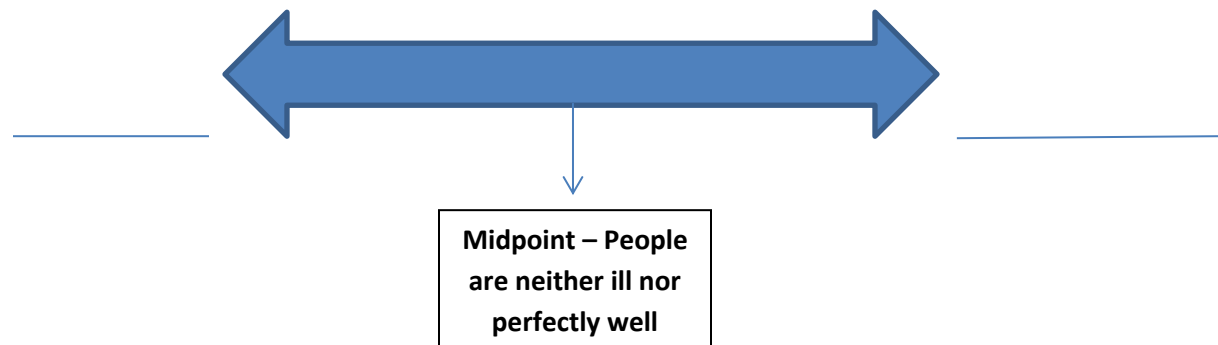 Midpoint – People
are neither ill nor
perfectly well